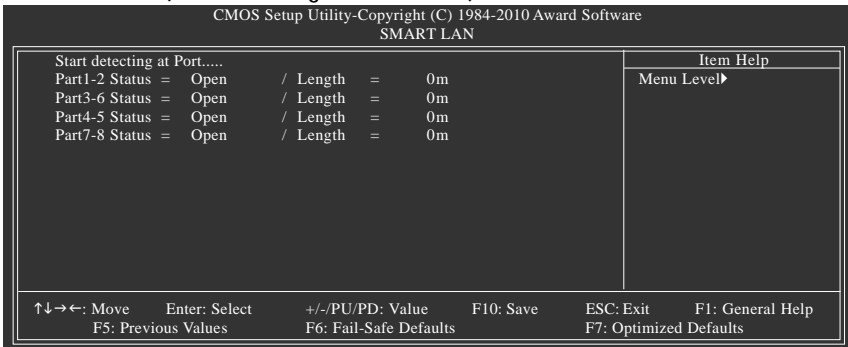 CMOS Setup Utility-Copyright (C) 1984-2010 Award Software
SMART LAN
Start detecting at Port.....
Part1-2 Status = Open / Length = 0m
Part3-6 Status = Open / Length = 0m
Part4-5 Status = Open / Length = 0m
Part7-8 Status = Open / Length = 0m
Item Help
Menu Level▶
↑↓→←: Move Enter: Select +/-/PU/PD: Value F10: Save ESC: Exit F1: General Help
F5: Previous Values F6: Fail-Safe Defaults F7: Optimized Defaults